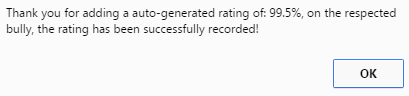 Thank you for adding a auto-generated rating of: 99.5%, on the respected
bully, the rating has been successfully recorded!
OK